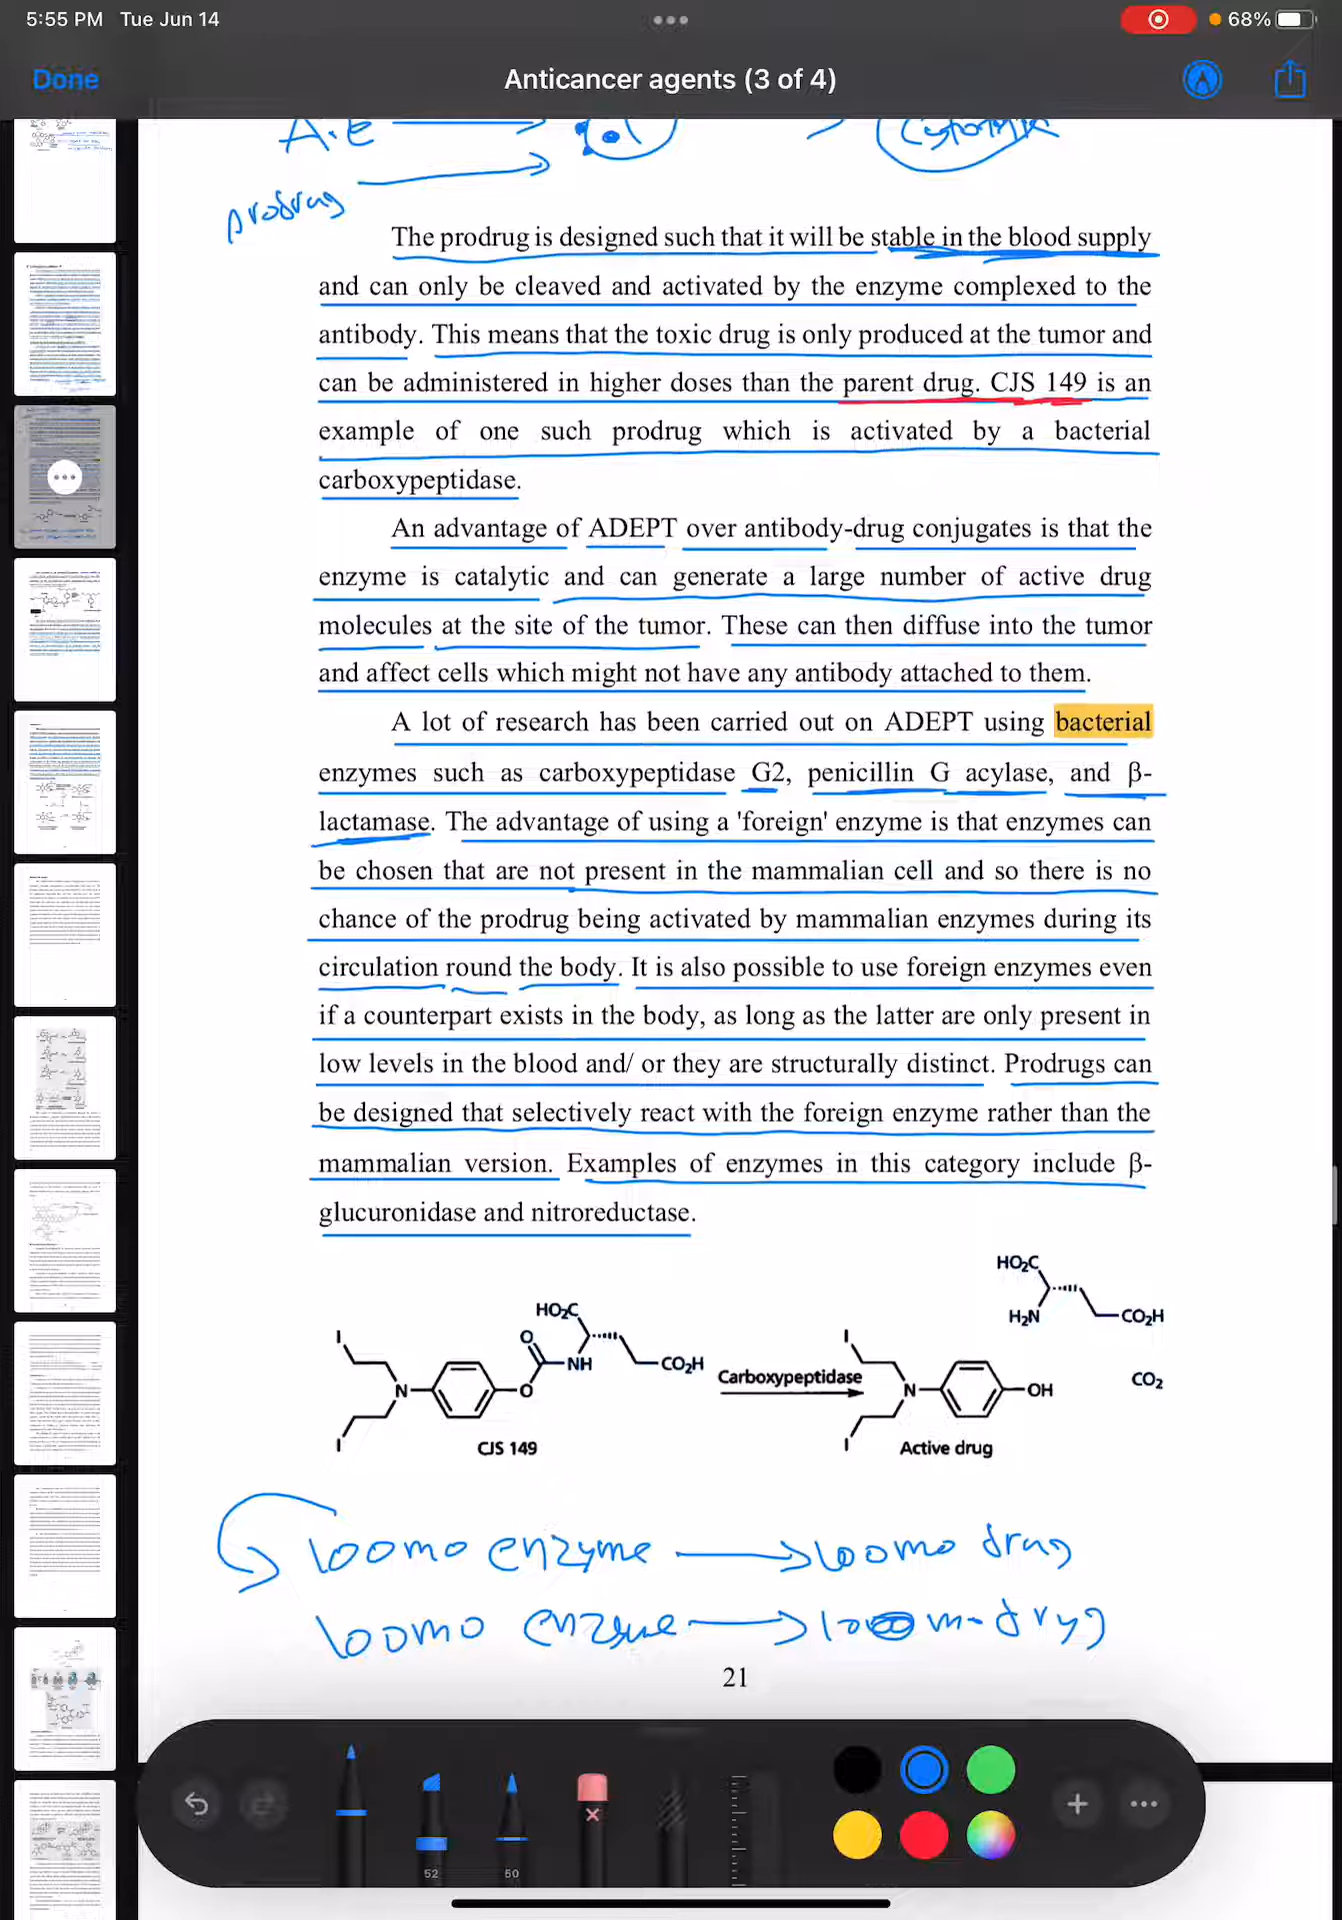 5:55 PM Tue Jun 14
68%
Done
Anticancer agents (3 of 4)
A.E
prodrug
The prodrug is designed such that it will be stable in the blood supply
and can only be cleaved and activated by the enzyme complexed to the
antibody. This means that the toxic drug is only produced at the tumor and
can be administered in higher doses than the parent drug. CJS 149 is an
example of one such prodrug which is activated by a bacterial
carboxypeptidase.
An advantage of ADEPT over antibody-drug conjugates is that the
enzyme is catalytic and can generate a large number of active drug
molecules at the site of the tumor. These can then diffuse into the tumor
and affect cells which might not have any antibody attached to them.
A lot of research has been carried out on ADEPT using bacterial
enzymes such as carboxypeptidase G2, penicillin G acylase, and β-
lactamase. The advantage of using a 'foreign' enzyme is that enzymes can
be chosen that are not present in the mammalian cell and so there is no
chance of the prodrug being activated by mammalian enzymes during its
circulation round the body. It is also possible to use foreign enzymes even
if a counterpart exists in the body, as long as the latter are only present in
low levels in the blood and/ or they are structurally distinct. Prodrugs can
be designed that selectively react with the foreign enzyme rather than the
mammalian version. Examples of enzymes in this category include β-
glucuronidase and nitroreductase.
HO₂C
H₂N
CO₂H
HO₂C
I
O
NH
CO₂H
N
O
I
CJS 149
Carboxypeptidase
I
N
OH
I
Active drug
CO₂
enzyme drug
21
52
50